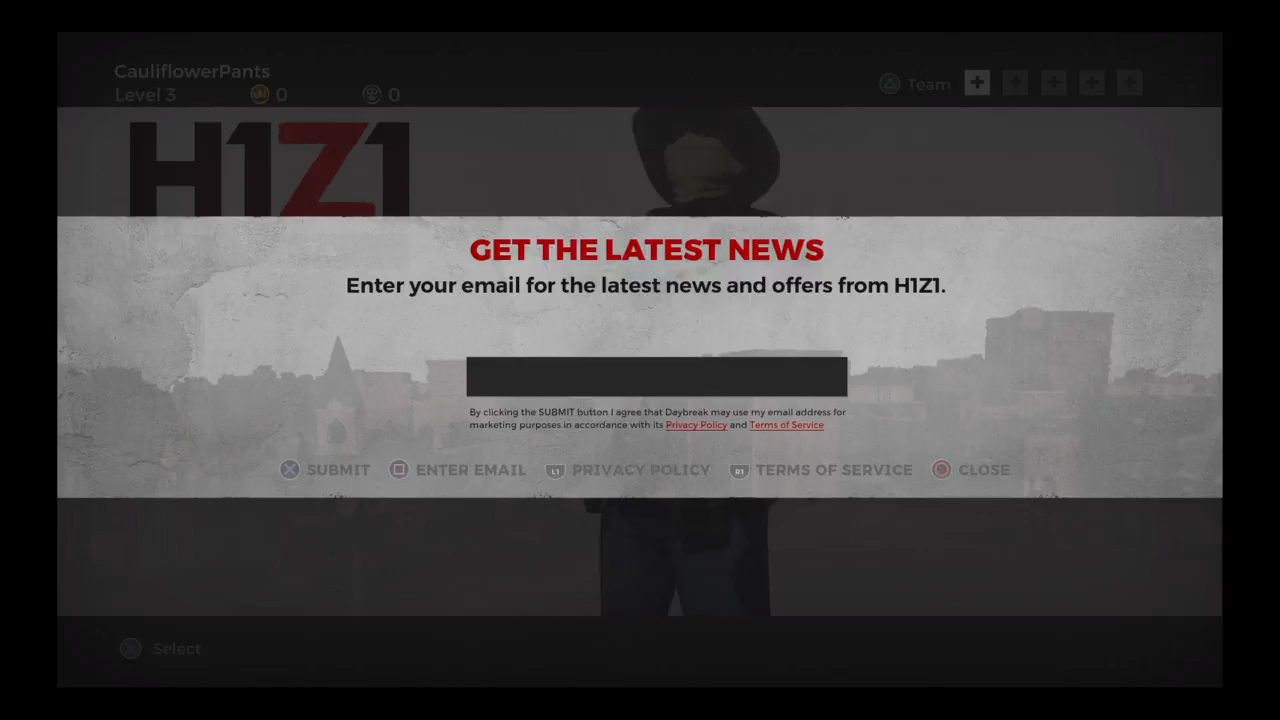 CauliflowerPants
Level 3 0 0
Team
H1Z1
GET THE LATEST NEWS
Enter your email for the latest news and offers from H1Z1.
By clicking the SUBMIT button I agree that Daybreak may use my email address for
marketing purposes in accordance with its Privacy Policy and Terms of Service
SUBMIT ENTER EMAIL L1 PRIVACY POLICY R1 TERMS OF SERVICE CLOSE
Select